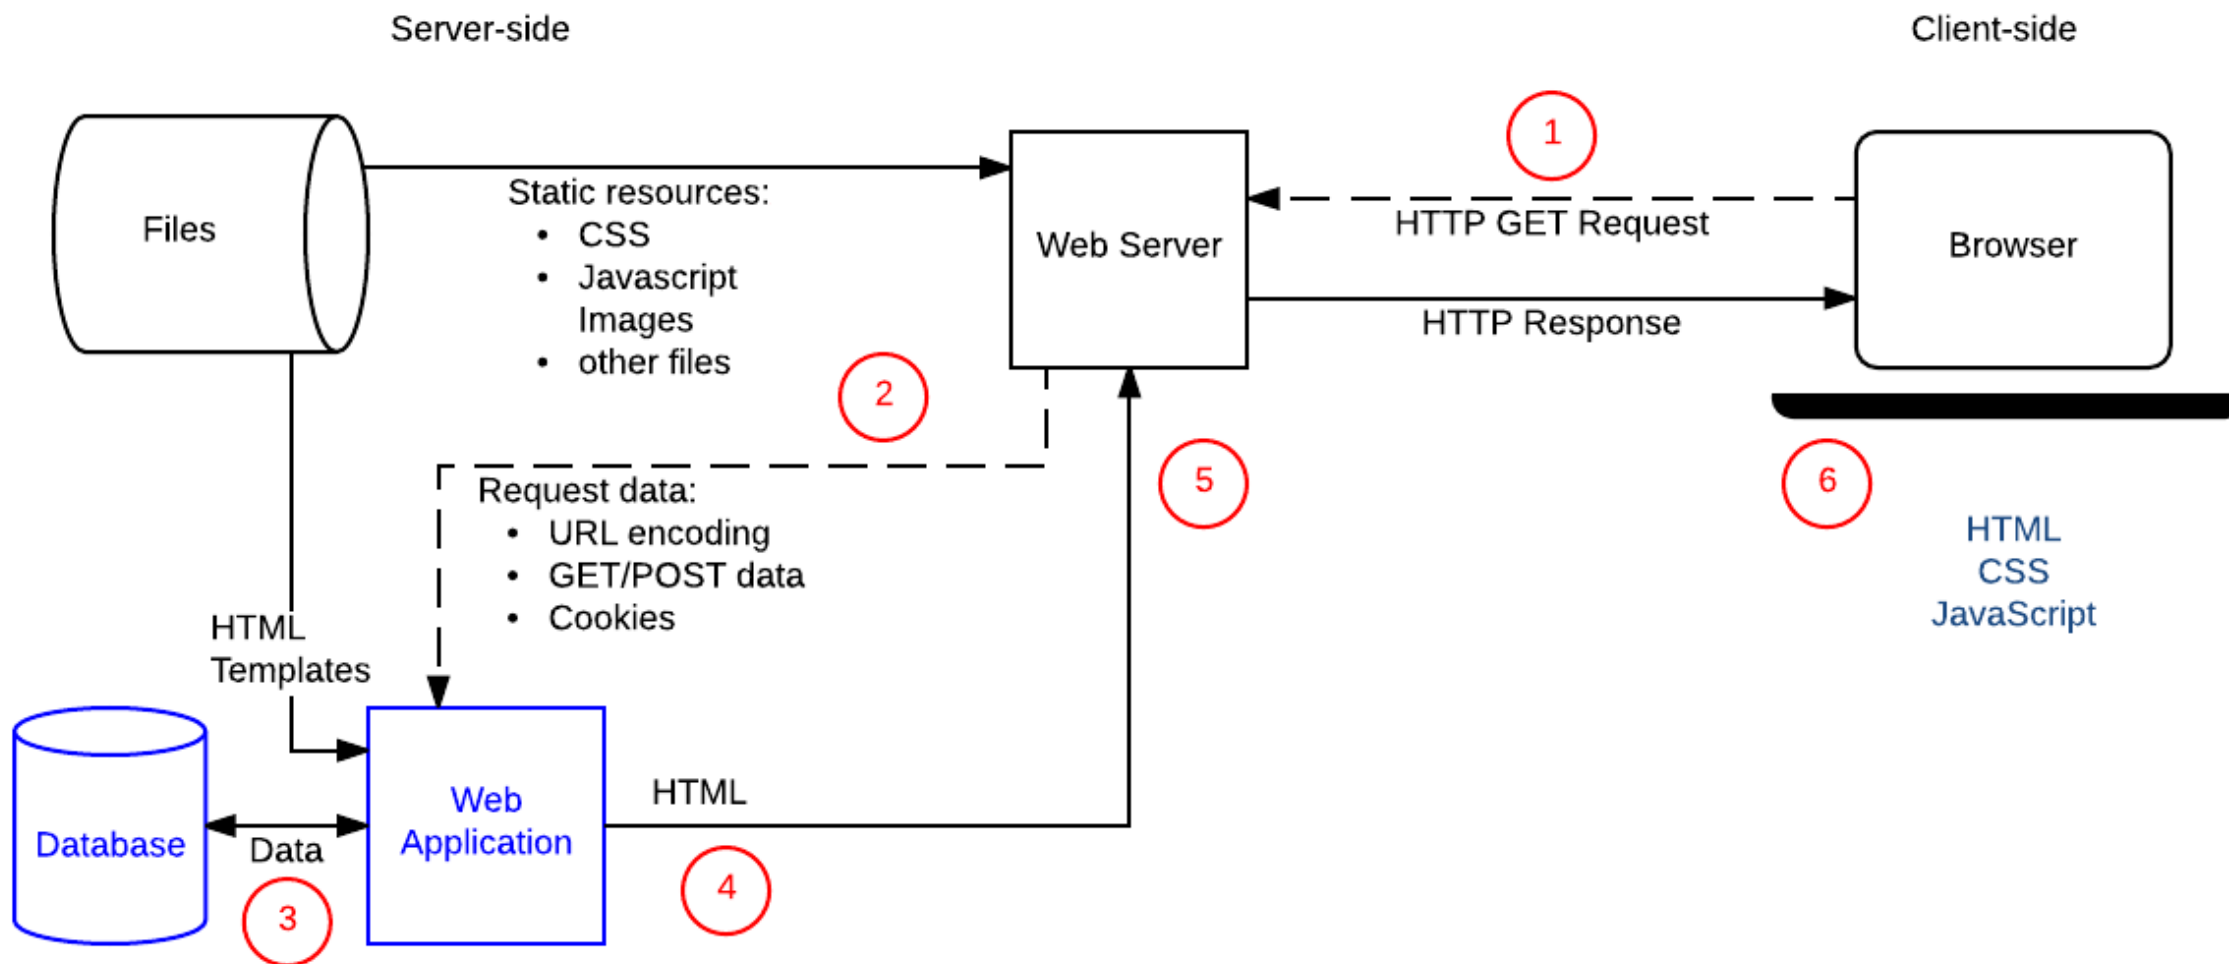 Server-side
Client-side
1
Files
Static resources:
• CSS
• Javascript
Images
• other files
Web Server
HTTP GET Request
HTTP Response
Browser
2
Request data:
• URL encoding
• GET/POST data
• Cookies
5
6
HTML
CSS
JavaScript
HTML
Templates
Database
Data
3
Web
Application
HTML
4